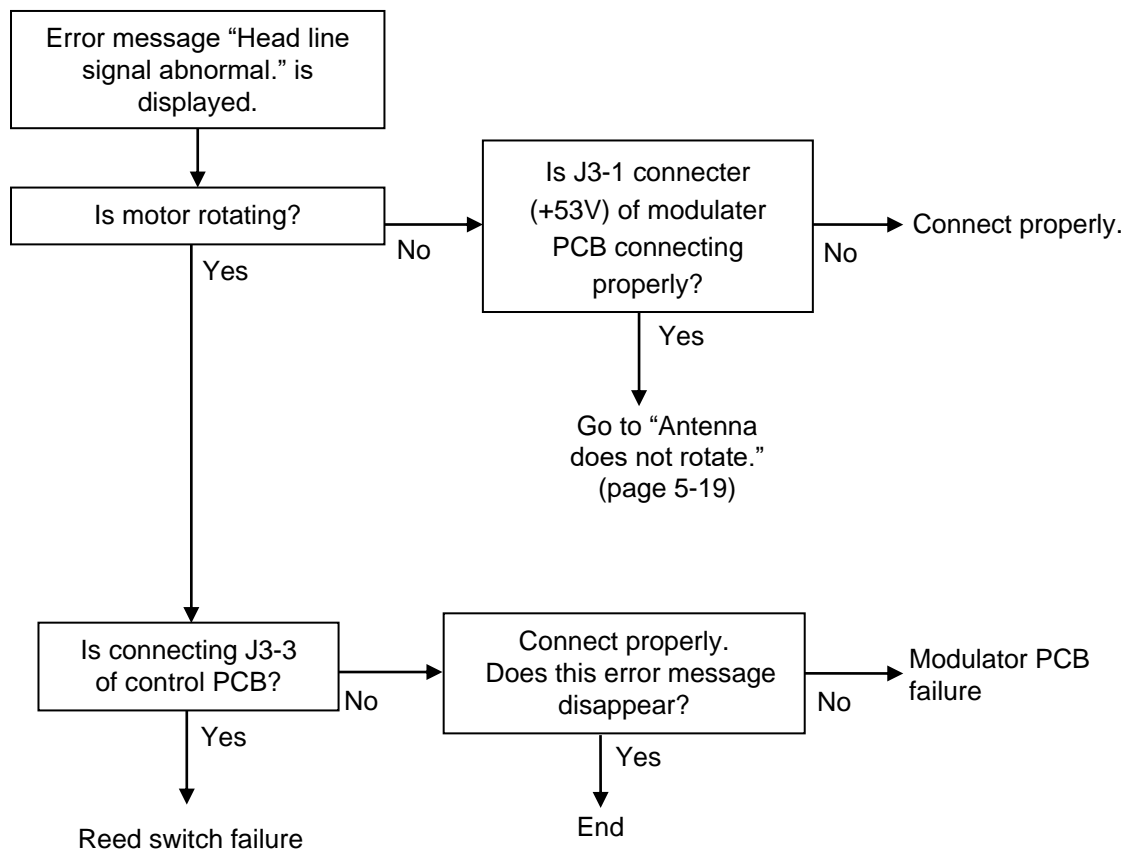 Error message “Head line
signal abnormal.” is
displayed.
Is motor rotating?
No
Yes
Is J3-1 connecter
(+53V) of modulater
PCB connecting
properly?
No
Connect properly.
Yes
Go to “Antenna
does not rotate.”
(page 5-19)
Is connecting J3-3
of control PCB?
No
Yes
Reed switch failure
Connect properly.
Does this error message
disappear?
No
Modulator PCB
failure
Yes
End